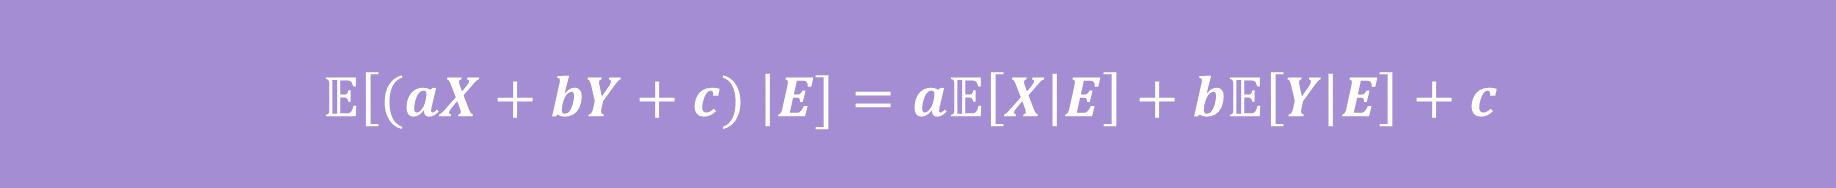 𝔼[(aX + bY + c) |E] = a𝔼[X|E] + b𝔼[Y|E] + c